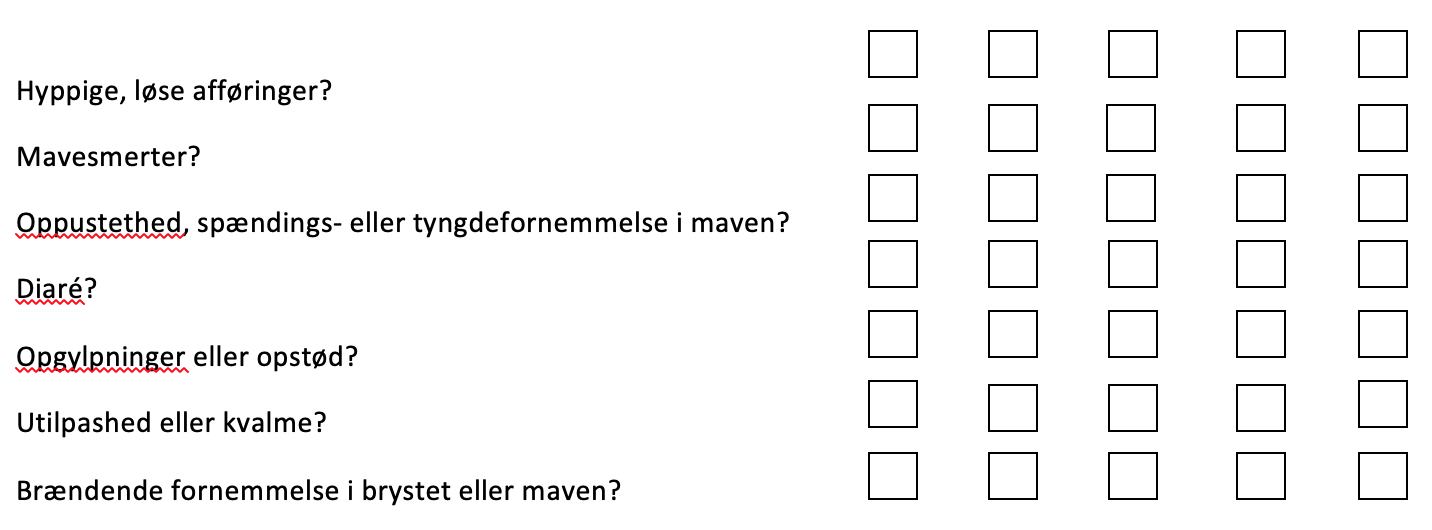 Hyppige, løse afføringer?
Mavesmerter?
Oppustethed, spændings- eller tyngdefornemmelse i maven?
Diaré?
Opgylpninger eller opstød?
Utilpashed eller kvalme?
Brændende fornemmelse i brystet eller maven?